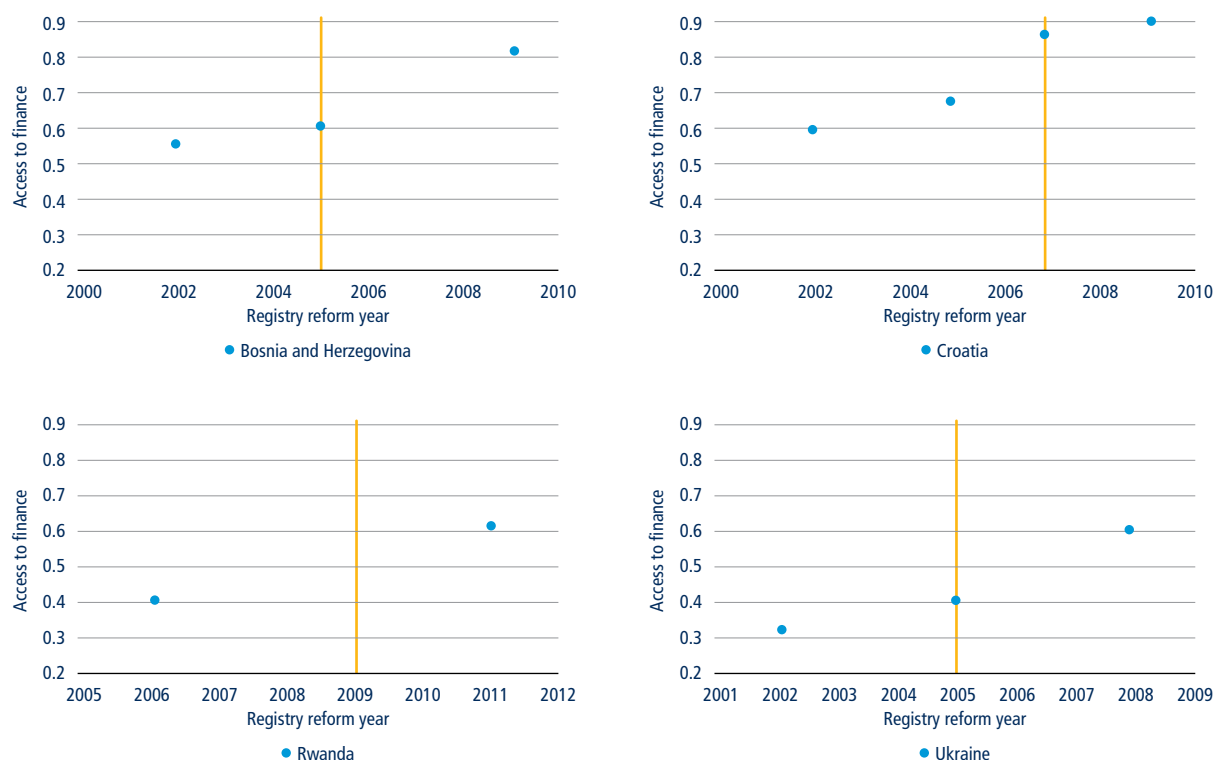 0.9
0.8
0.7
0.6
0.5
0.4
0.3
0.2
Access to finance
2000 2002 2004 2006 2008 2010
Registry reform year
Bosnia and Herzegovina
0.9
0.8
0.7
0.6
0.5
0.4
0.3
0.2
Access to finance
2000 2002 2004 2006 2008 2010
Registry reform year
Croatia
0.9
0.8
0.7
0.6
0.5
0.4
0.3
0.2
Access to finance
2005 2006 2007 2008 2009 2010 2011 2012
Registry reform year
Rwanda
0.9
0.8
0.7
0.6
0.5
0.4
0.3
0.2
Access to finance
2001 2002 2003 2004 2005 2006 2007 2008 2009
Registry reform year
Ukraine